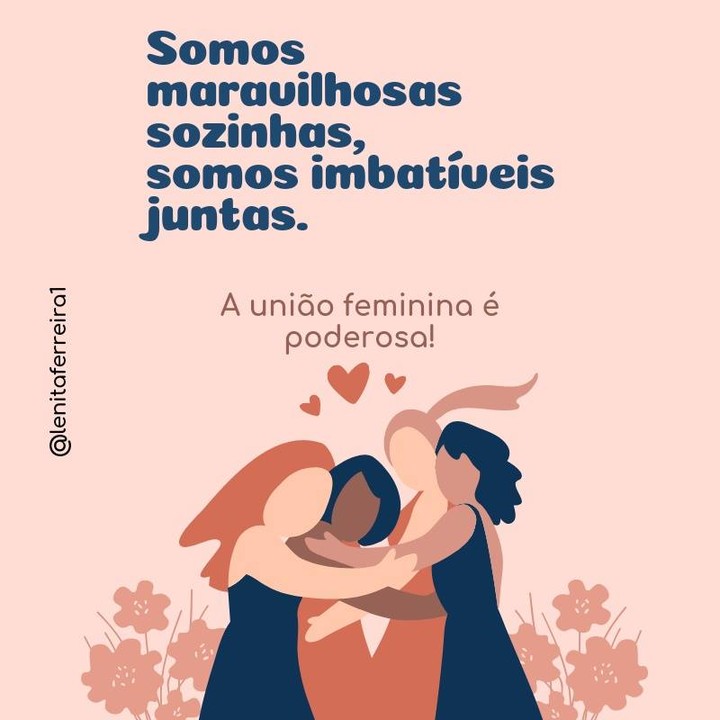 Somos
maravilhosas
sozinhas,
somos imbatíveis
juntas.
A união feminina é
poderosa!
@lenitaferreira1